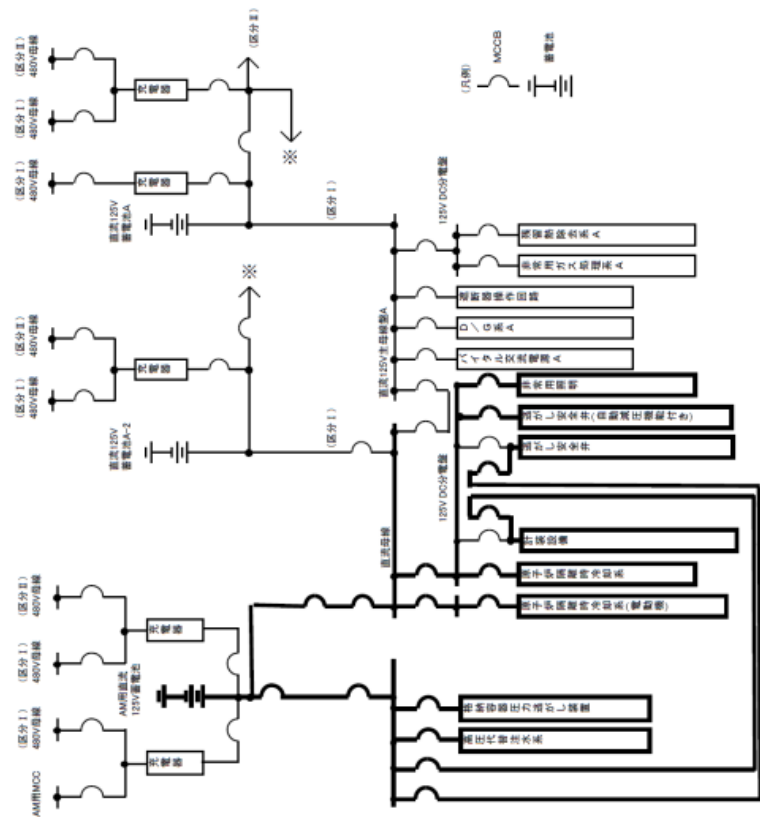 (区分Ⅱ)
480V母線
(区分Ⅰ)
480V母線
(区分Ⅰ)
480V母線
充電器
充電器
(区分Ⅱ)
※
直流125V
蓄電池A
(区分Ⅰ)
(凡例)
MCCB
蓄電池
125V DC分電盤
残留熱除去系A
非常用ガス処理系A
遮断器操作回路
D/G系A
バイタル交流電源A
直流125V主母線盤A
(区分Ⅱ)
480V母線
(区分Ⅰ)
480V母線
充電器
※
直流125V
蓄電池A-2
(区分Ⅰ)
直流母線
125V DC分電盤
非常用照明
逃がし安全弁(自動減圧機能付き)
逃がし安全弁
計装設備
原子炉隔離時冷却系
原子炉隔離時冷却系(電動機)
(区分Ⅱ)
480V母線
(区分Ⅰ)
480V母線
(区分Ⅰ)
480V母線
AM用MCC
充電器
充電器
AM用直流
125V蓄電池
格納容器圧力逃がし装置
高圧代替注水系